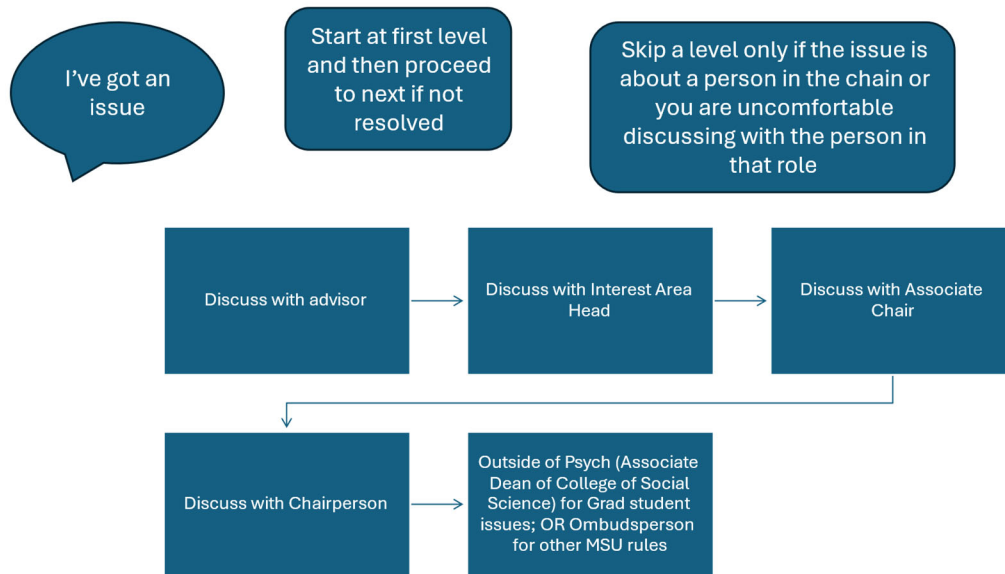 I've got an
issue
Start at first level
and then proceed
to next if not
resolved
Skip a level only if the issue is
about a person in the chain or
you are uncomfortable
discussing with the person in
that role
Discuss with advisor
Discuss with Interest Area
Head
Discuss with Associate
Chair
Discuss with Chairperson
Outside of Psych (Associate
Dean of College of Social
Science) for Grad student
issues; OR Ombudsperson
for other MSU rules